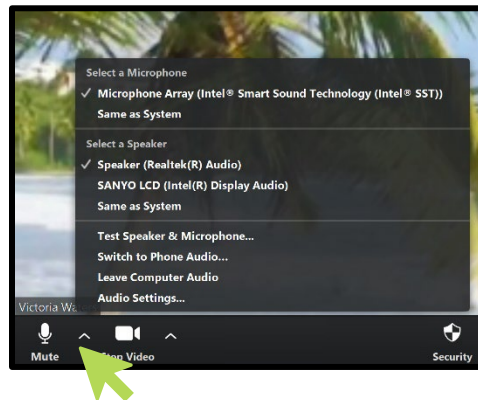 Select a Microphone
✓ Microphone Array (Intel® Smart Sound Technology (Intel® SST))
Same as System
Select a Speaker
✓ Speaker (Realtek(R) Audio)
SANYO LCD (Intel(R) Display Audio)
Same as System
Test Speaker & Microphone...
Switch to Phone Audio...
Leave Computer Audio
Audio Settings...
Victoria
Mute Stop Video Security